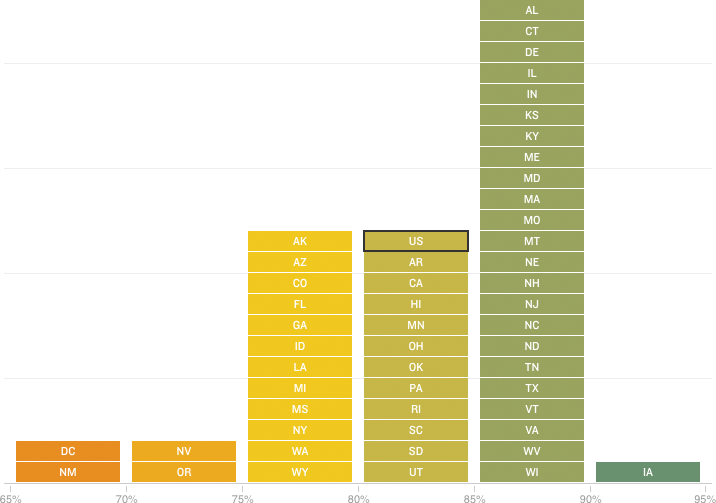 AL
CT
DE
IL
IN
KS
KY
ME
MD
MA
MO
AK US MT
AZ AR NE
CO CA NH
FL HI NJ
GA MN NC
ID OH ND
LA OK TN
MI PA TX
MS RI VT
NY SC VA
DC NV WA SD WV
NM OR WY UT WI IA
65% 70% 75% 80% 85% 90% 95%